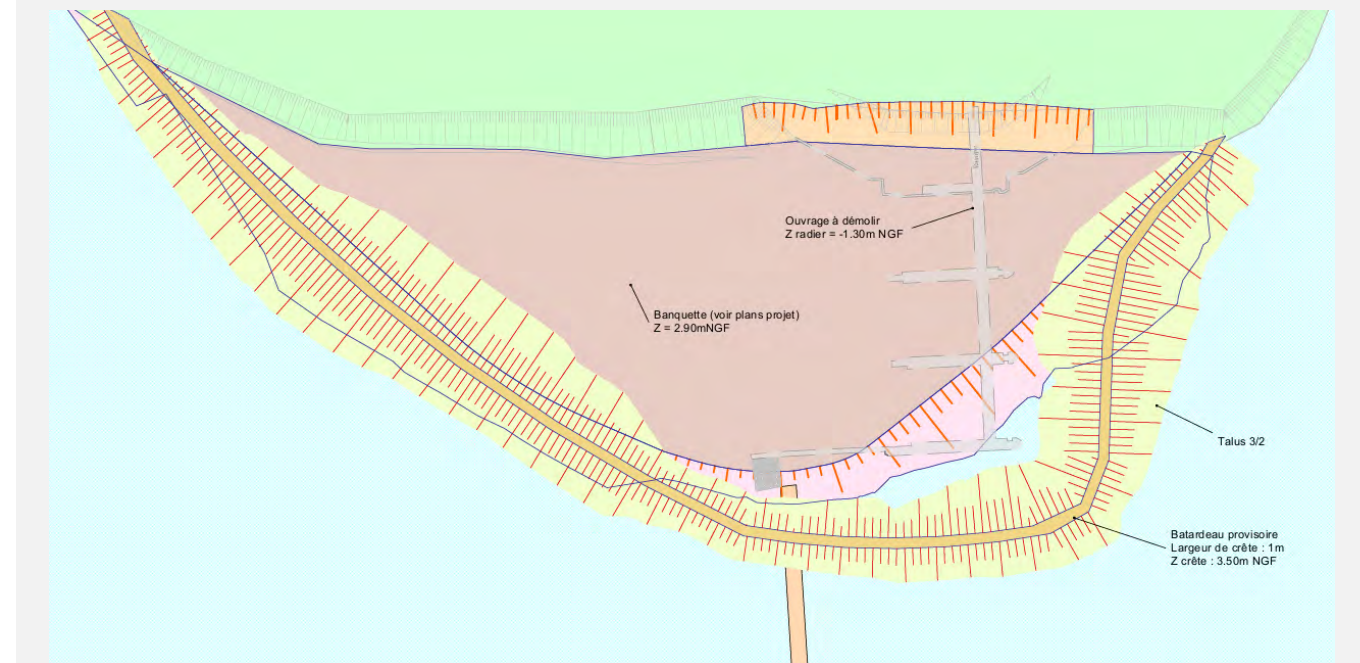 Ouvrage à démolir
Z radier = -1.30m NGF
Banquette (voir plans projet)
Z = 2.90mNGF
Talus 3/2
Batardeau provisoire
Largeur de crête : 1m
Z crête : 3.50m NGF